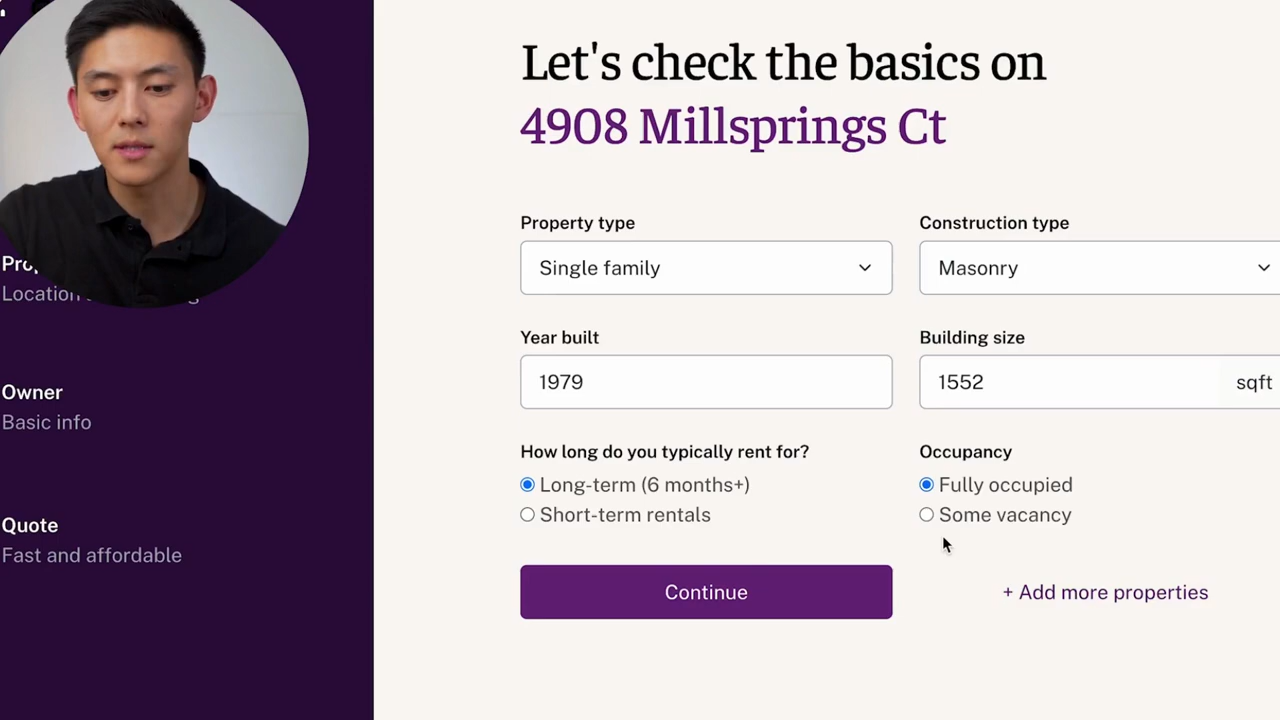 Let's check the basics on
4908 Millsprings Ct
Property type
Construction type
Single family
Masonry
Year built
Building size
1979
1552 sqft
How long do you typically rent for?
Occupancy
Long-term (6 months+)
Fully occupied
Short-term rentals
Some vacancy
Continue
+ Add more properties
Location
Owner
Basic info
Quote
Fast and affordable